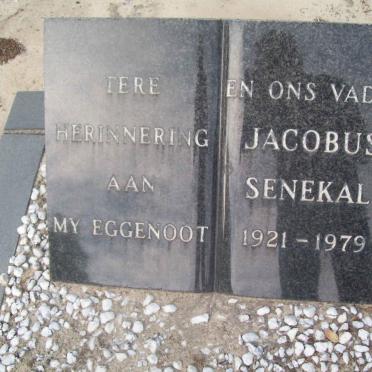 TERE
HERINNERING
AAN
MY EGGENOOT
EN ONS VAD
JACOBUS
SENEKAL
1921 - 1979